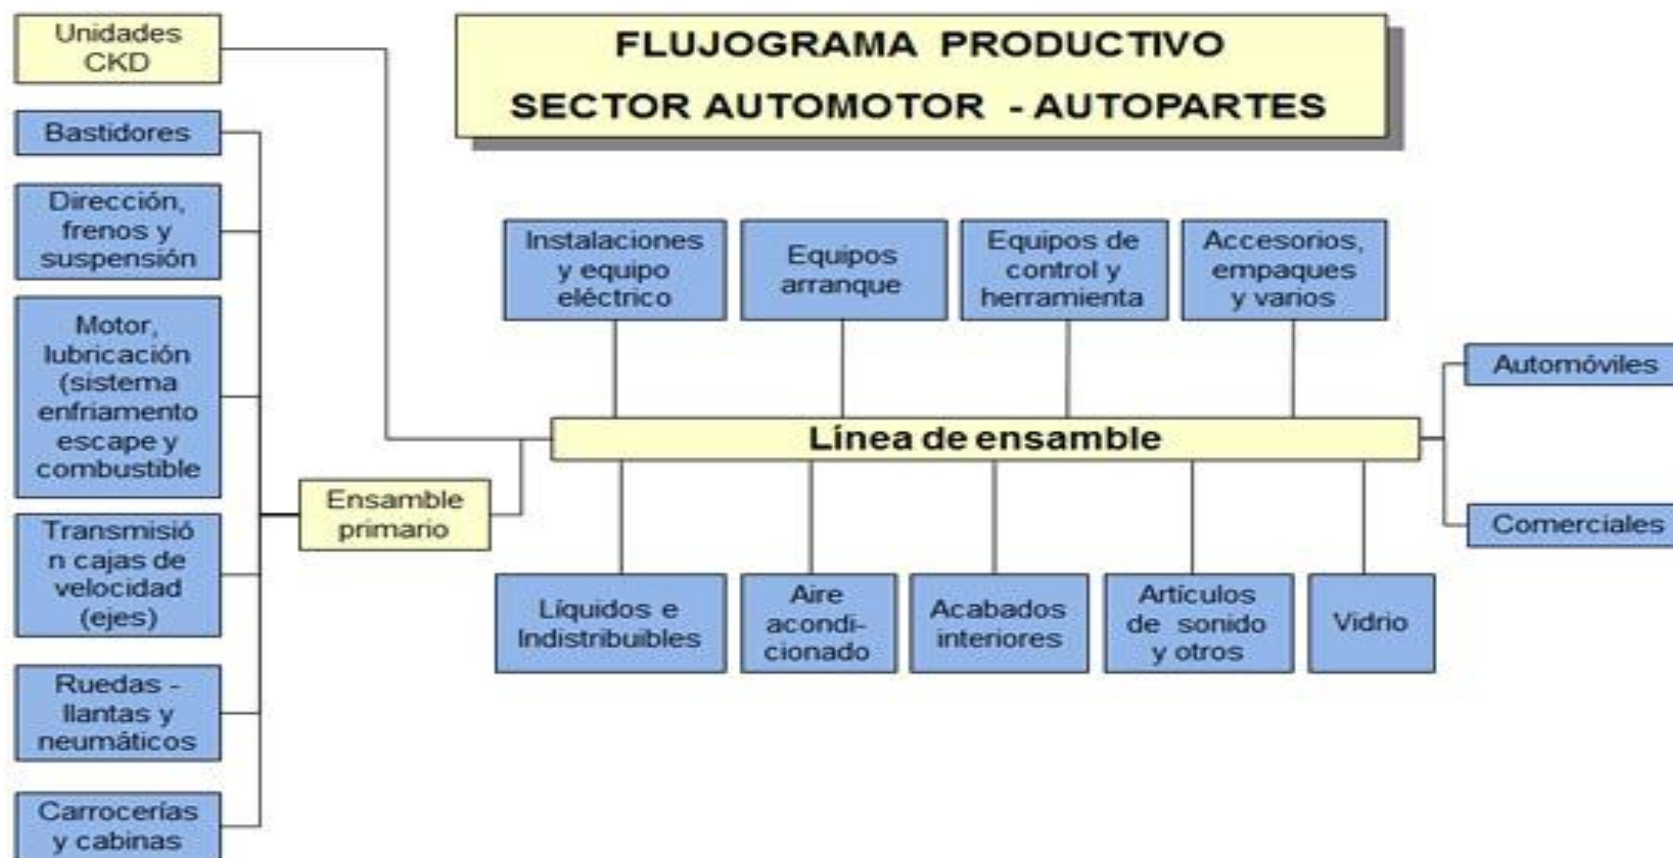 FLUJOGRAMA PRODUCTIVO
SECTOR AUTOMOTOR - AUTOPARTES
Unidades
CKD
Bastidores
Dirección,
frenos y
suspensión
Motor,
lubricación
(sistema
enfriamento
escape y
combustible
Transmisió
n cajas de
velocidad
(ejes)
Ruedas -
llantas y
neumáticos
Carrocerías
y cabinas
Ensamble
primario
Instalaciones
y equipo
eléctrico
Equipos
arranque
Equipos de
control y
herramienta
Accesorios,
empaques
y varios
Línea de ensamble
Líquidos e
Indistribuibles
Aire
acondi-
cionado
Acabados
interiores
Artículos
de sonido
y otros
Vidrio
Automóviles
Comerciales